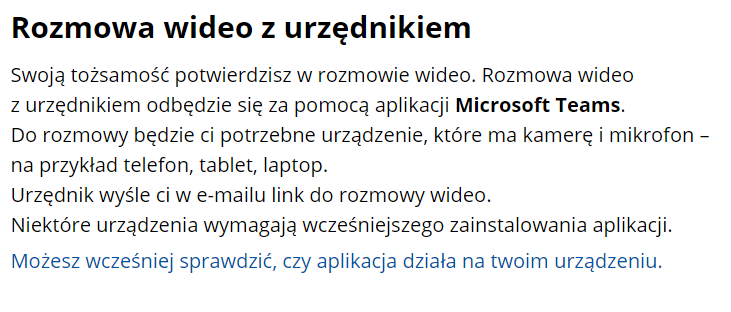 Rozmowa wideo z urzędnikiem
Swoją tożsamość potwierdzisz w rozmowie wideo. Rozmowa wideo
z urzędnikiem odbędzie się za pomocą aplikacji Microsoft Teams.
Do rozmowy będzie ci potrzebne urządzenie, które ma kamerę i mikrofon –
na przykład telefon, tablet, laptop.
Urzędnik wyśle ci w e-mailu link do rozmowy wideo.
Niektóre urządzenia wymagają wcześniejszego zainstalowania aplikacji.
Możesz wcześniej sprawdzić, czy aplikacja działa na twoim urządzeniu.